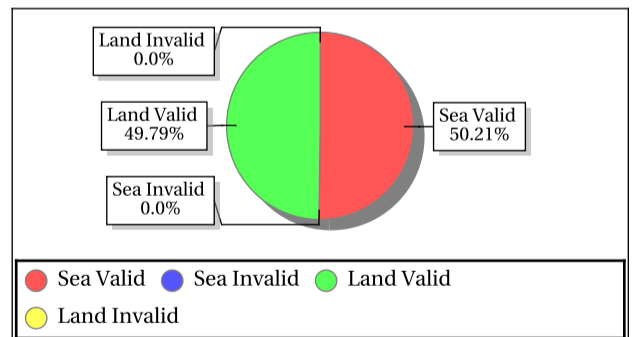 Land Invalid
0.0%
Land Valid
49.79%
Sea Valid
50.21%
Sea Invalid
0.0%
Sea Valid Sea Invalid Land Valid
Land Invalid